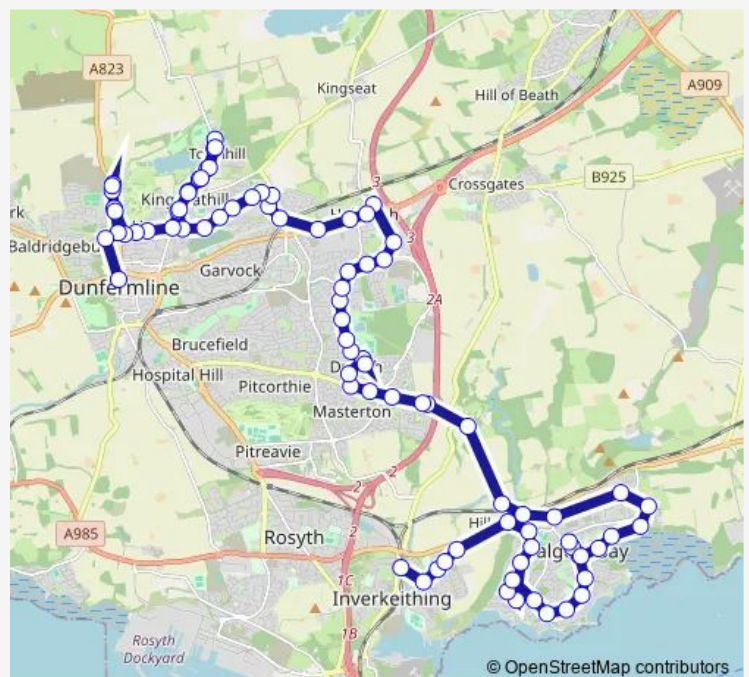 A823
Kingseat
Hill of Beath
A909
Crossgates
B925
3
3
Garvock
Dunfermline
2A
Brucefield
Hospital Hill
Pitcorthie
Masterton
Pitreavie
2
2
2
A985
Rosyth
1C
Inverkeithing
1B
Rosyth
Dockyard
© OpenStreetMap contributors